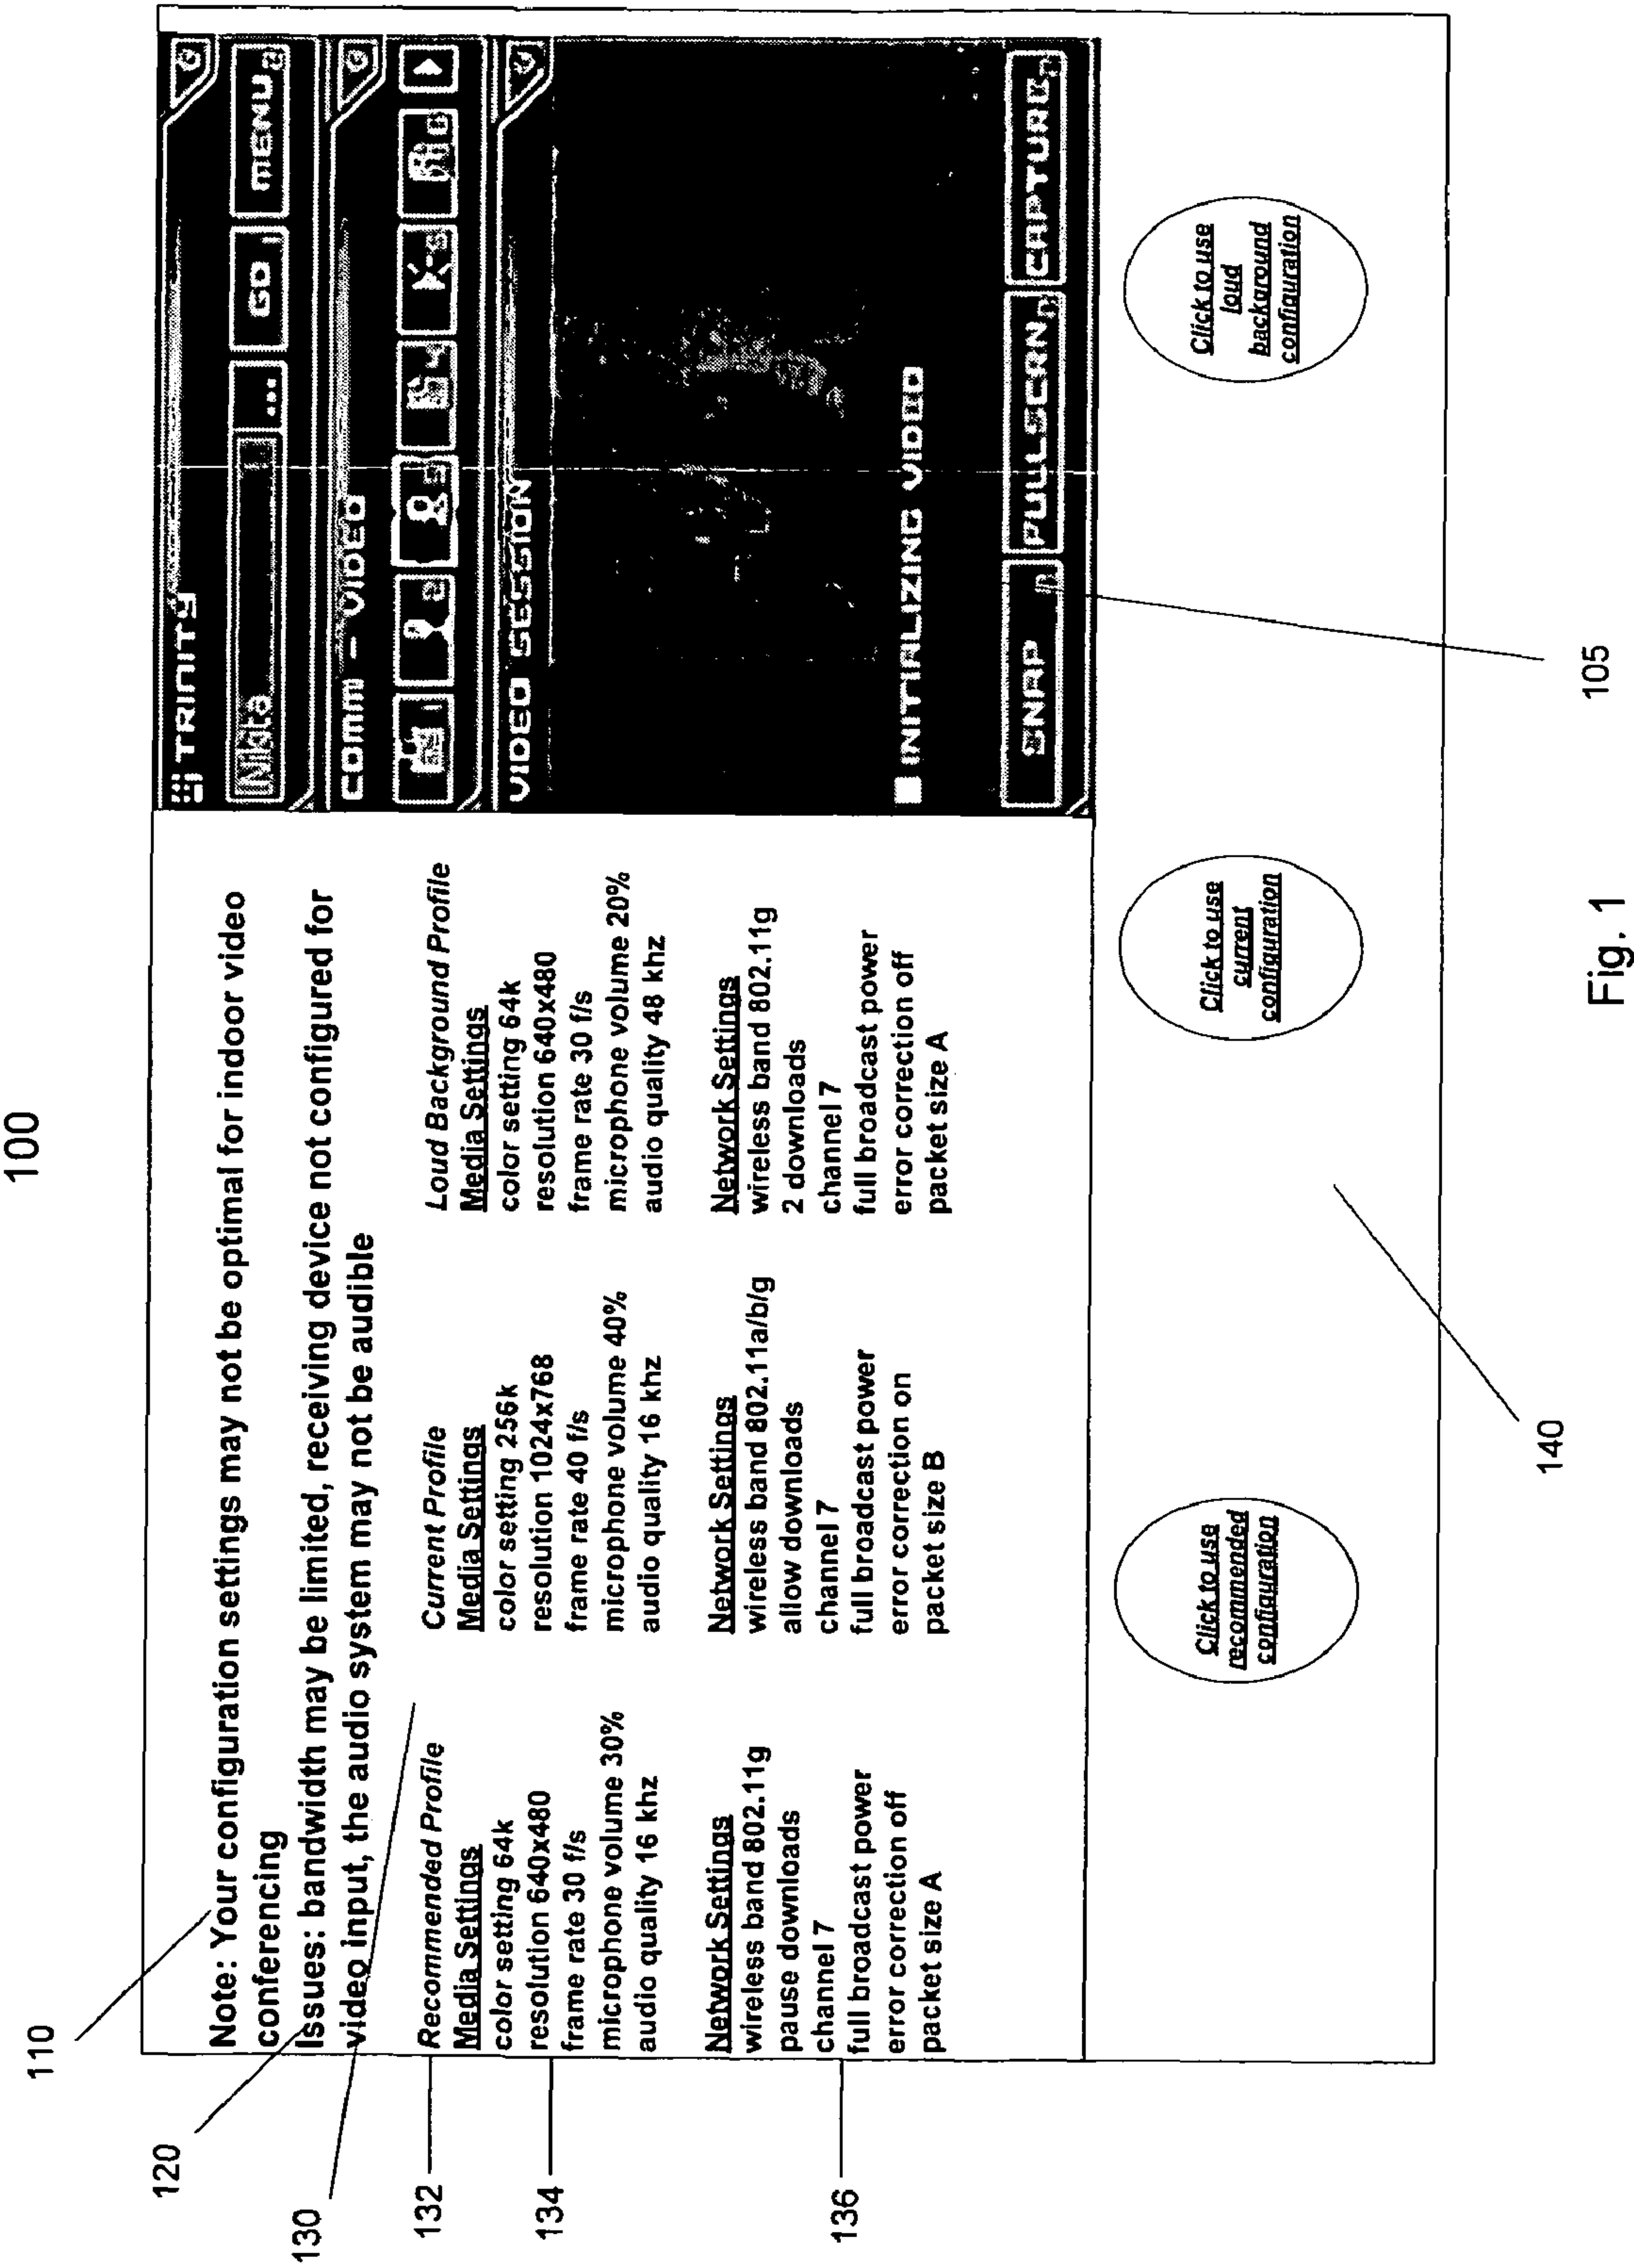 100
110
120
130
132
134
136
Note: Your configuration settings may not be optimal for indoor video
conferencing
Issues: bandwidth may be limited, receiving device not configured for
video input, the audio system may not be audible
Recommended Profile
Media Settings
color setting 64k
resolution 640x480
frame rate 30 f/s
microphone volume 30%
audio quality 16 khz
Network Settings
wireless band 802.11g
pause downloads
channel 7
full broadcast power
error correction off
packet size A
Current Profile
Media Settings
color setting 256k
resolution 1024x768
frame rate 40 f/s
microphone volume 40%
audio quality 16 khz
Network Settings
wireless band 802.11a/b/g
allow downloads
channel 7
full broadcast power
error correction on
packet size B
Loud Background Profile
Media Settings
color setting 64k
resolution 640x480
frame rate 30 f/s
microphone volume 20%
audio quality 48 khz
Network Settings
wireless band 802.11g
2 downloads
channel 7
full broadcast power
error correction off
packet size A
TRINITY
Nikita
...
GO
MENU
COMM - VIDEO
VIDEO SESSION
INITIALIZING VIDEO
SNAP
FULLSCRN
CAPTURE
Click to use
recommended
configuration
Click to use
current
configuration
Click to use
loud
background
configuration
140
105
Fig. 1